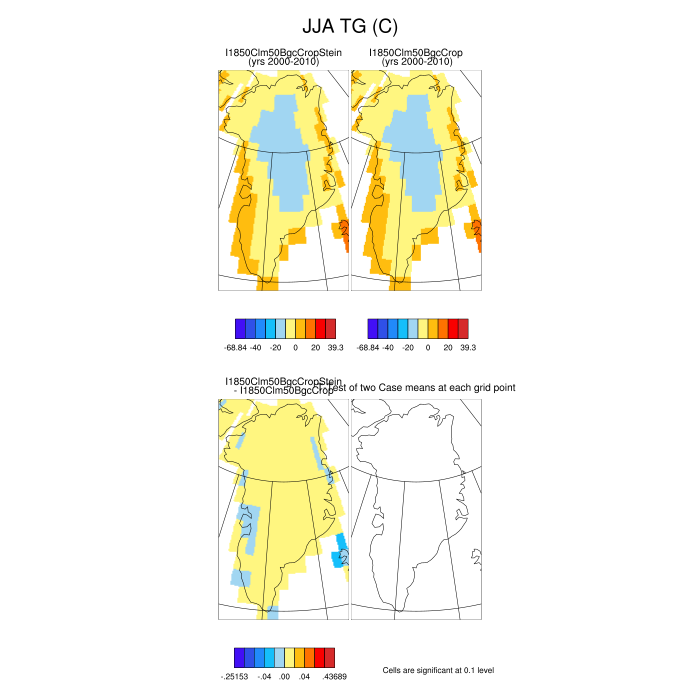 JJA TG (C)
I1850Clm50BgcCropStein
(yrs 2000-2010)
I1850Clm50BgcCrop
(yrs 2000-2010)
-68.84 -40 -20 0 20 39.3
-68.84 -40 -20 0 20 39.3
I1850Clm50BgcCropStein
- I1850Clm50BgcCrop
Test of two Case means at each grid point
-.25153 -.04 .00 .04 .43689
Cells are significant at 0.1 level